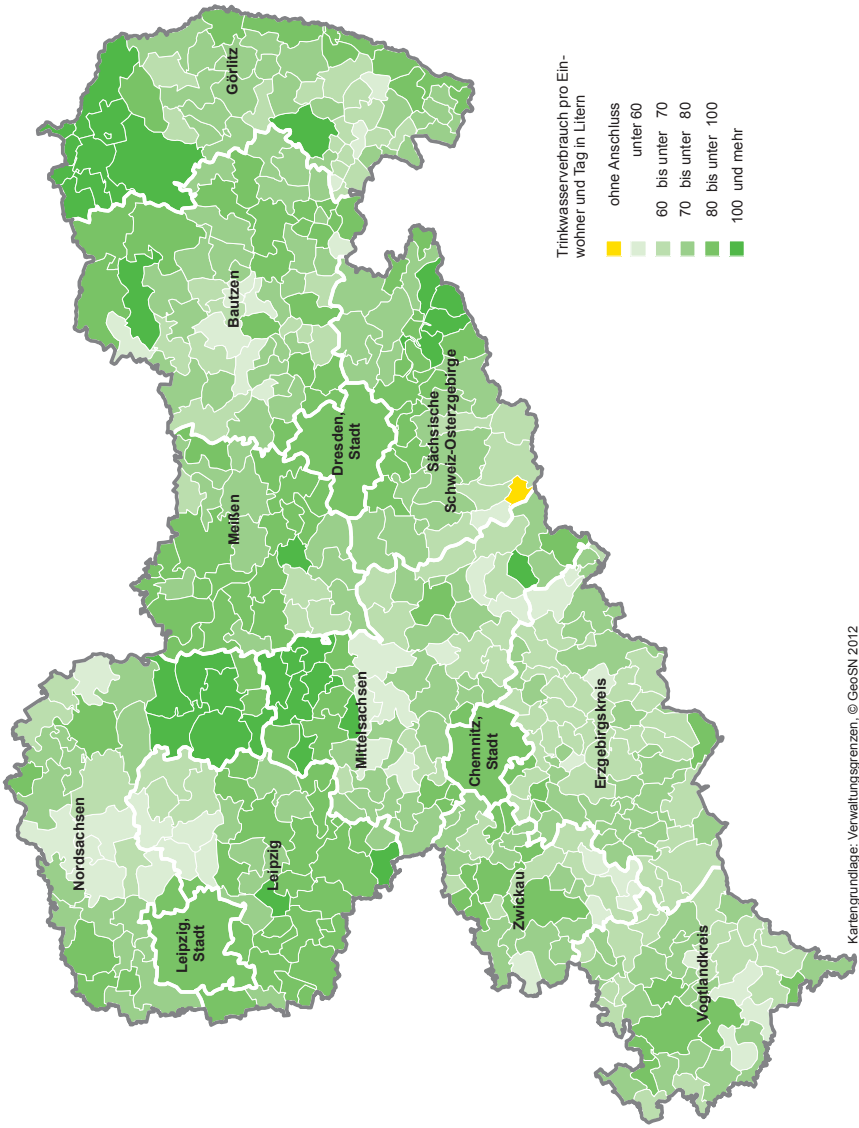 Nordsachsen
Leipzig,
Stadt
Leipzig
Mittelsachsen
Chemnitz,
Stadt
Zwickau
Vogtlandkreis
Erzgebirgskreis
Meißen
Dresden,
Stadt
Sächsische
Schweiz-Osterzgebirge
Bautzen
Görlitz
Trinkwasserverbrauch pro Ein-
wohner und Tag in Litern
ohne Anschluss
unter 60
60 bis unter 70
70 bis unter 80
80 bis unter 100
100 und mehr
Kartengrundlage: Verwaltungsgrenzen, © GeoSN 2012